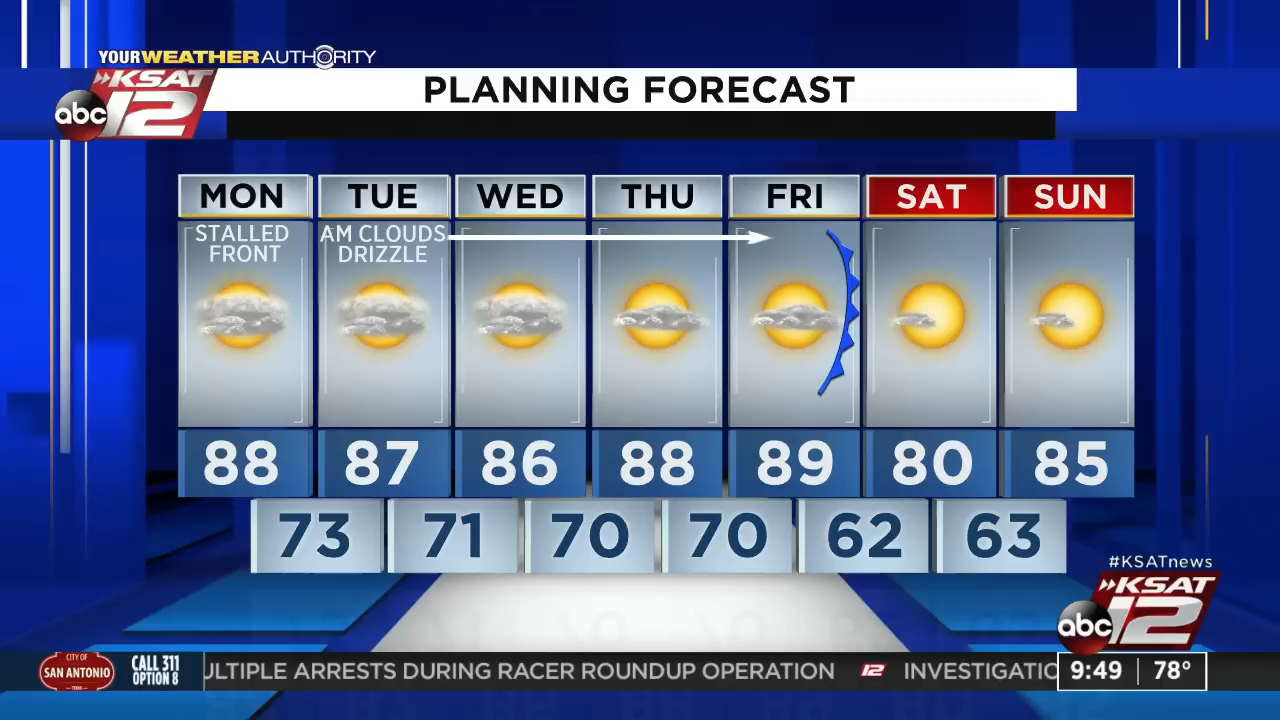 YOURWEATHERAUTHORITY
KSAT
abc 12
PLANNING FORECAST
MON TUE WED THU FRI SAT SUN
STALLED FRONT
AM CLOUDS DRIZZLE
88 87 86 88 89 80 85
73 71 70 70 62 63
#KSATnews
KSAT
abc 12
CITY OF
SAN ANTONIO
TEXAS
CALL 311
OPTION 8
ULTIPLE ARRESTS DURING RACER ROUNDUP OPERATION 12 INVESTIGATIO
9:49 78°